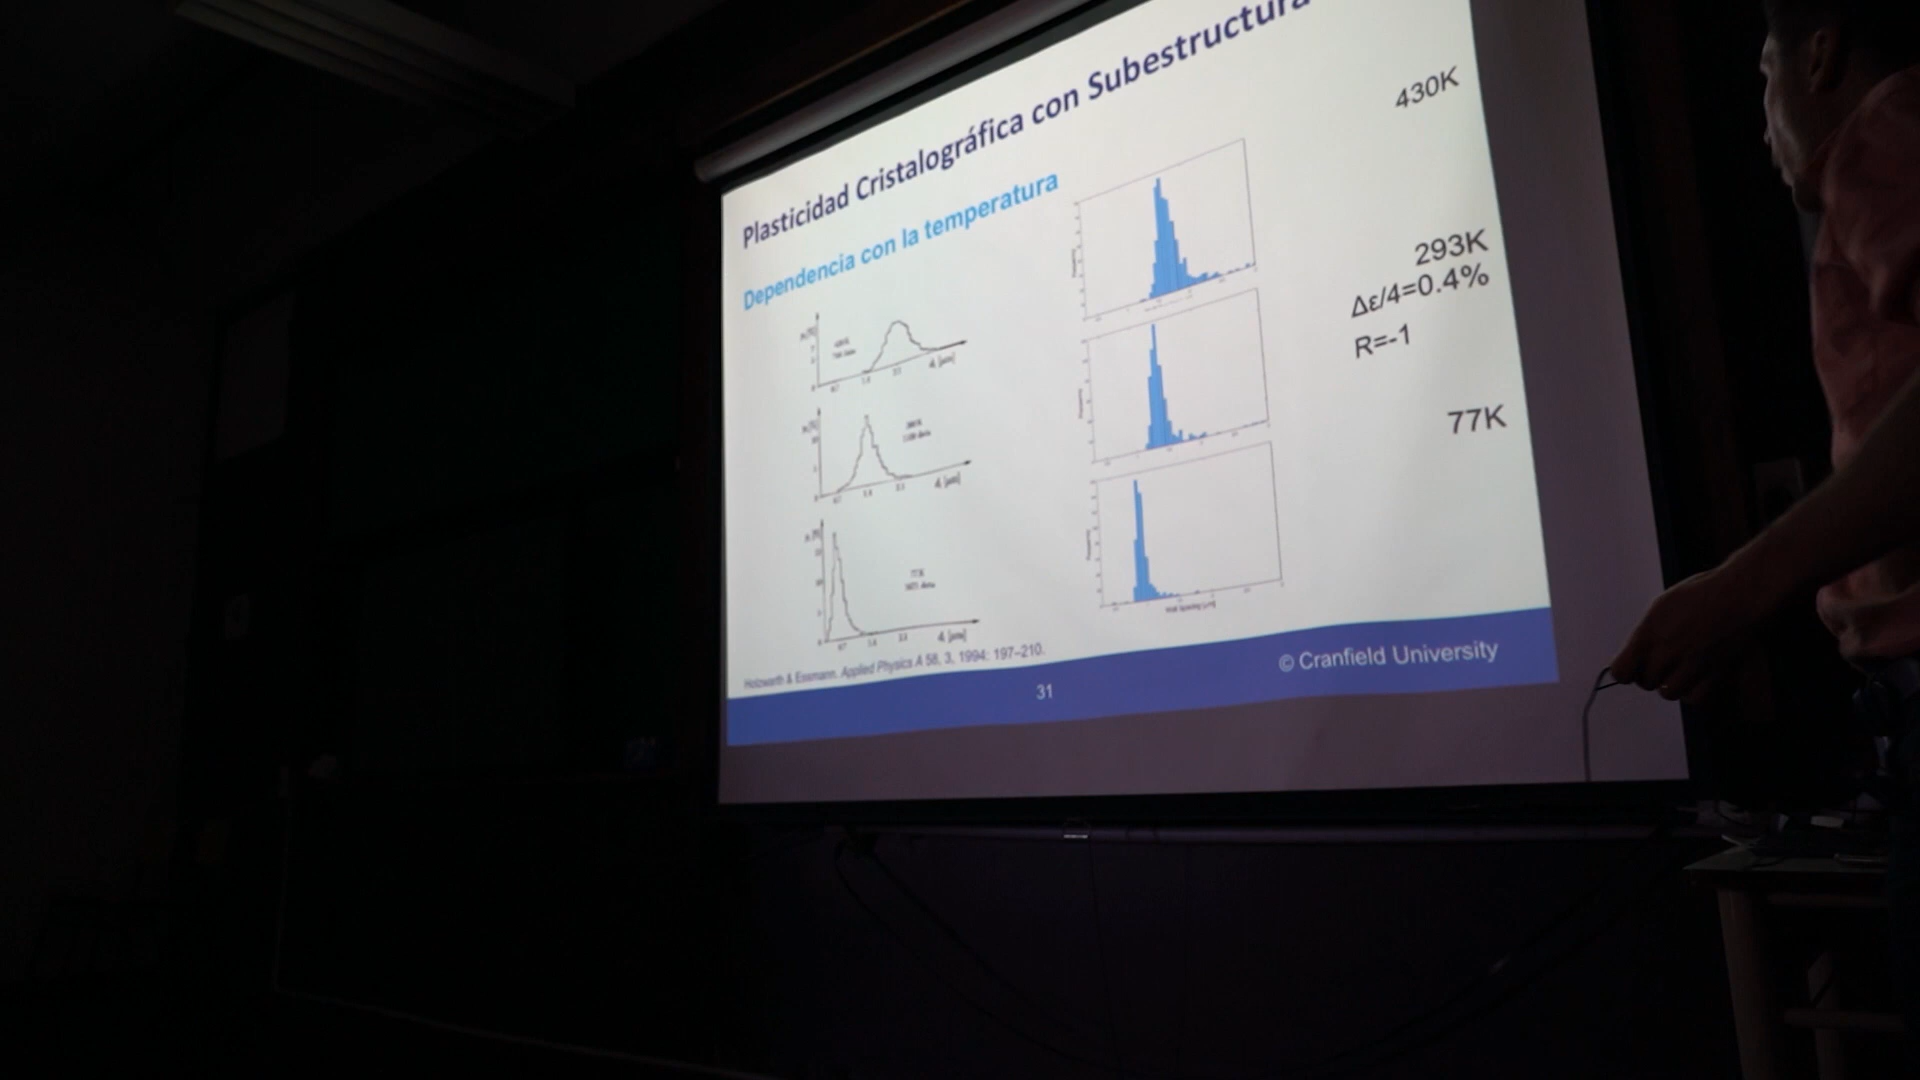 Plasticidad Cristalográfica con Subestructura
Dependencia con la temperatura
430K
293K
Δε/4=0.4%
R=-1
77K
77 K
Holzwarth & Essmann. Applied Physics A 58, 3, 1994: 197–210.
31
© Cranfield University